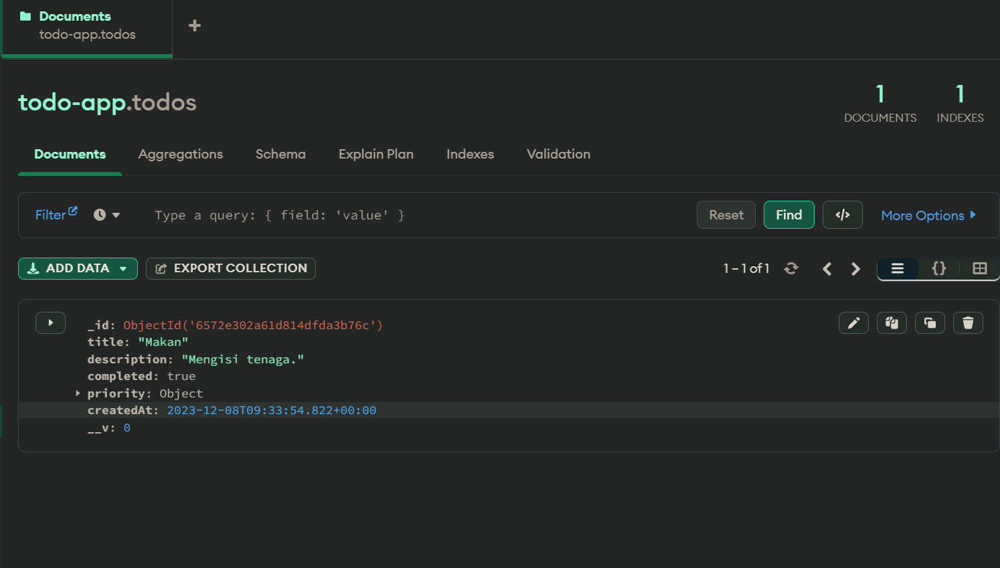 Documents
todo-app.todos
todo-app.todos
1
DOCUMENTS
1
INDEXES
Documents
Aggregations
Schema
Explain Plan
Indexes
Validation
Filter
Type a query: { field: 'value' }
Reset
Find
</>
More Options
ADD DATA
EXPORT COLLECTION
1 – 1 of 1
{}
_id: ObjectId('6572e302a61d814dfda3b76c')
title: "Makan"
description: "Mengisi tenaga."
completed: true
priority: Object
createdAt: 2023-12-08T09:33:54.822+00:00
__v: 0